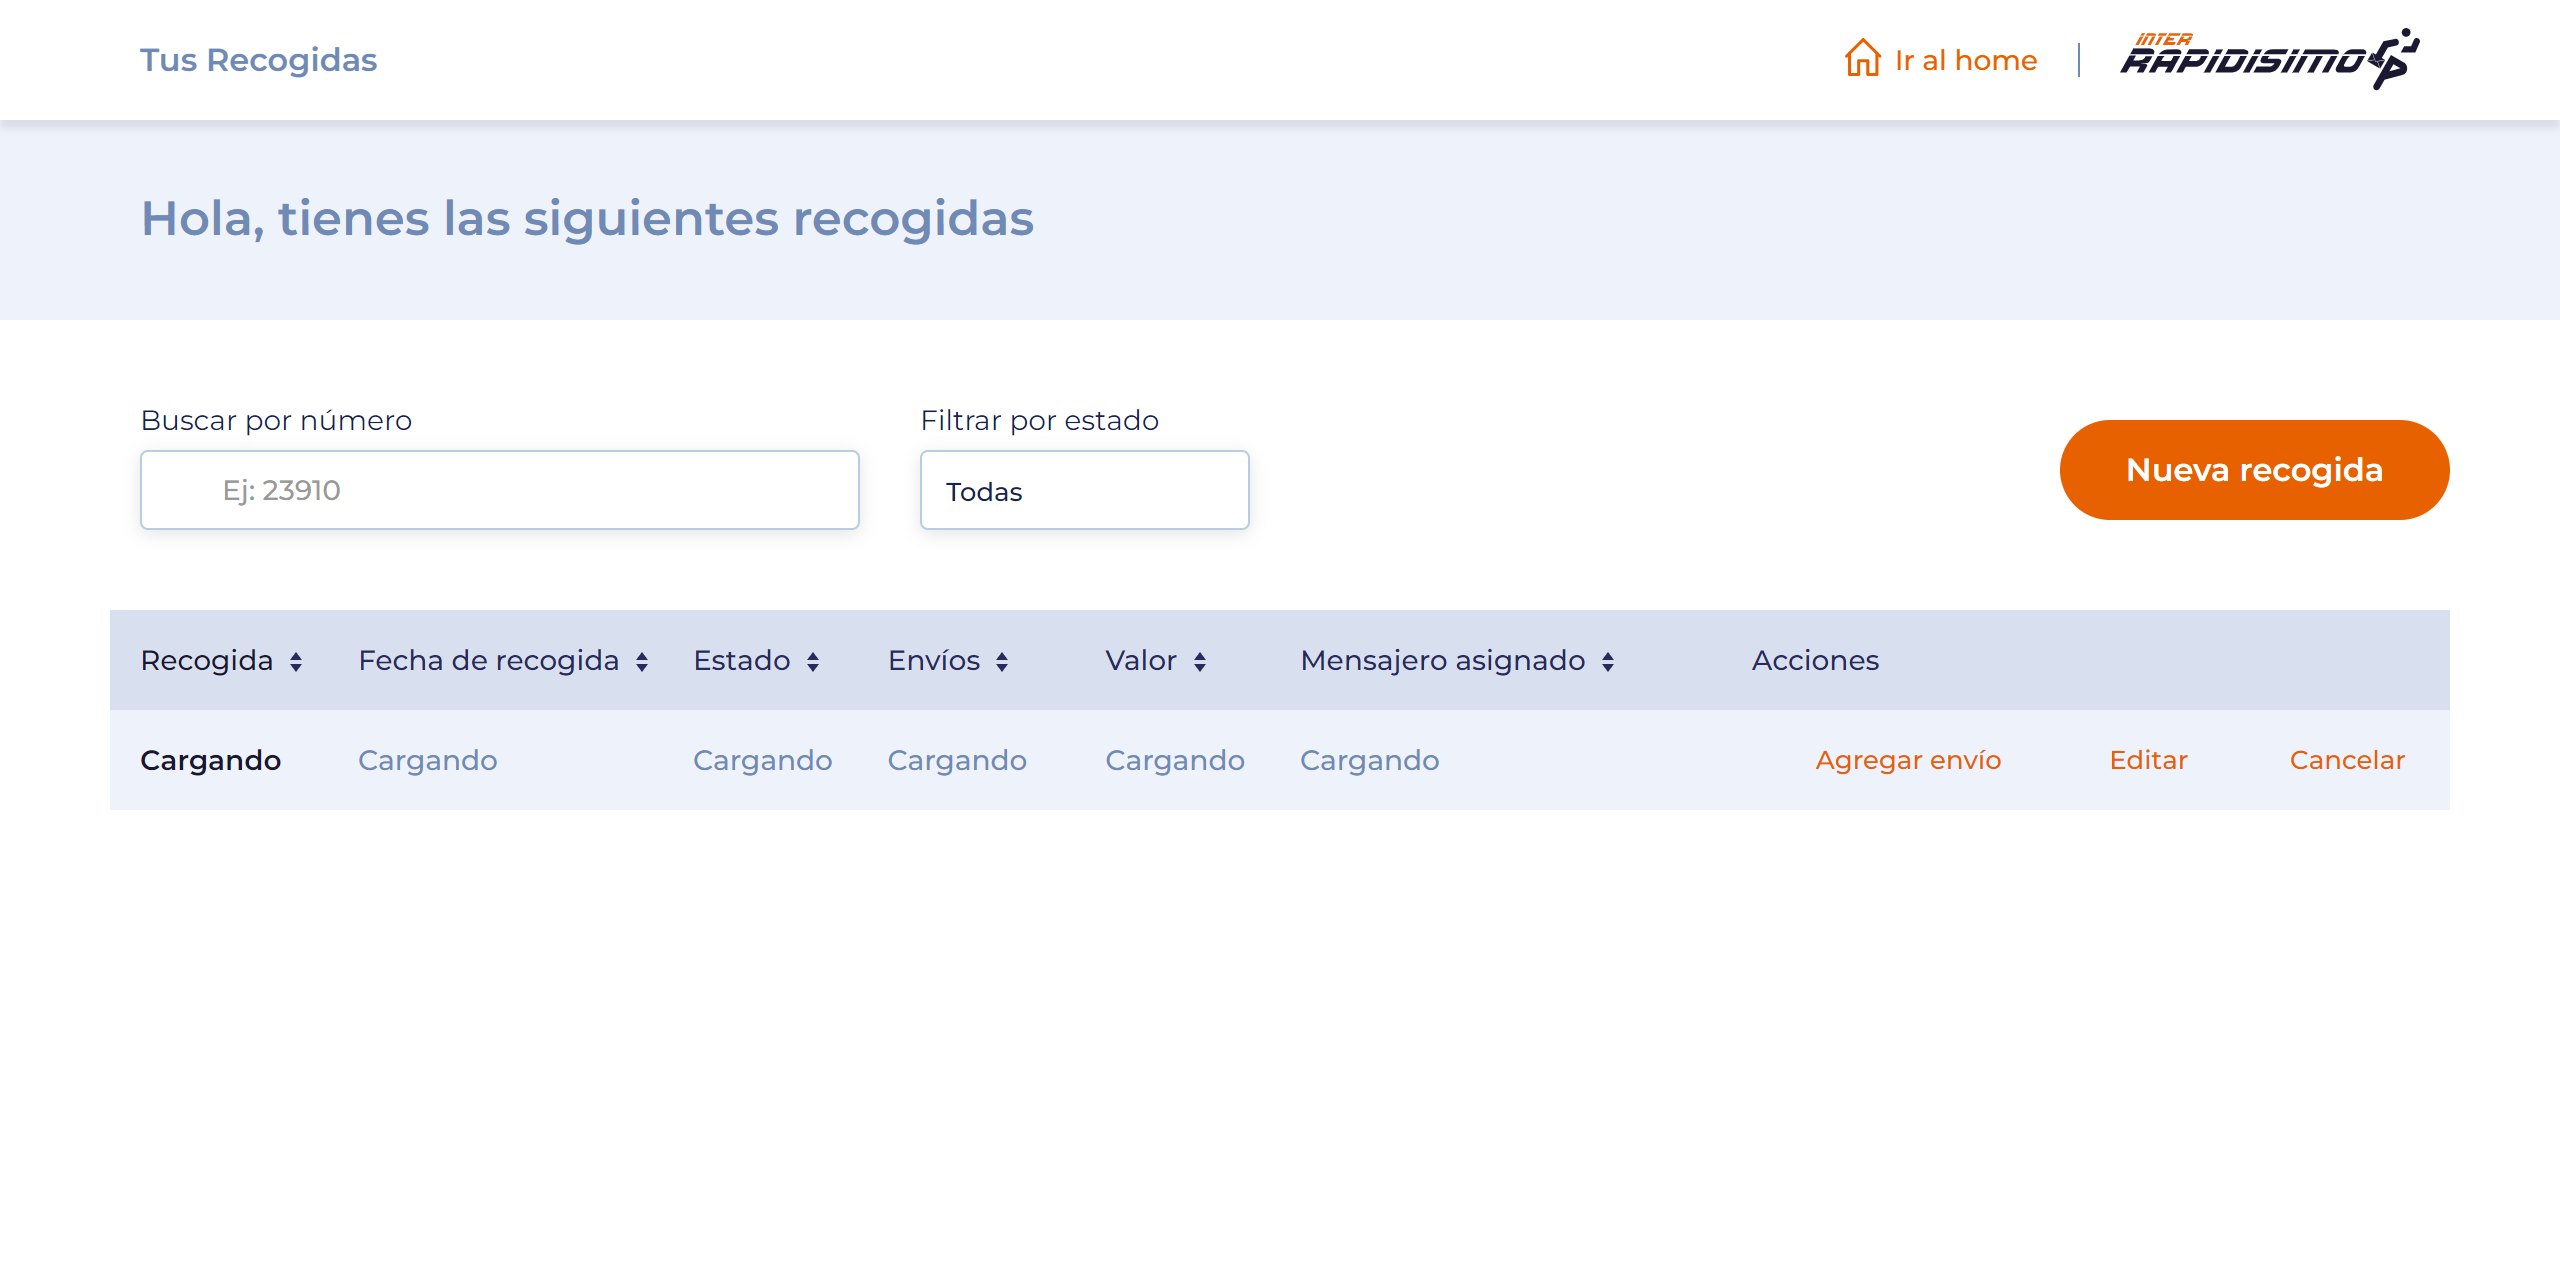 Tus Recogidas
Ir al home
INTER
RAPIDISIMO
Hola, tienes las siguientes recogidas
Buscar por número
Filtrar por estado
Ej: 23910
Todas
Nueva recogida
Recogida Fecha de recogida Estado Envíos Valor Mensajero asignado Acciones
Cargando Cargando Cargando Cargando Cargando Cargando Agregar envío Editar Cancelar